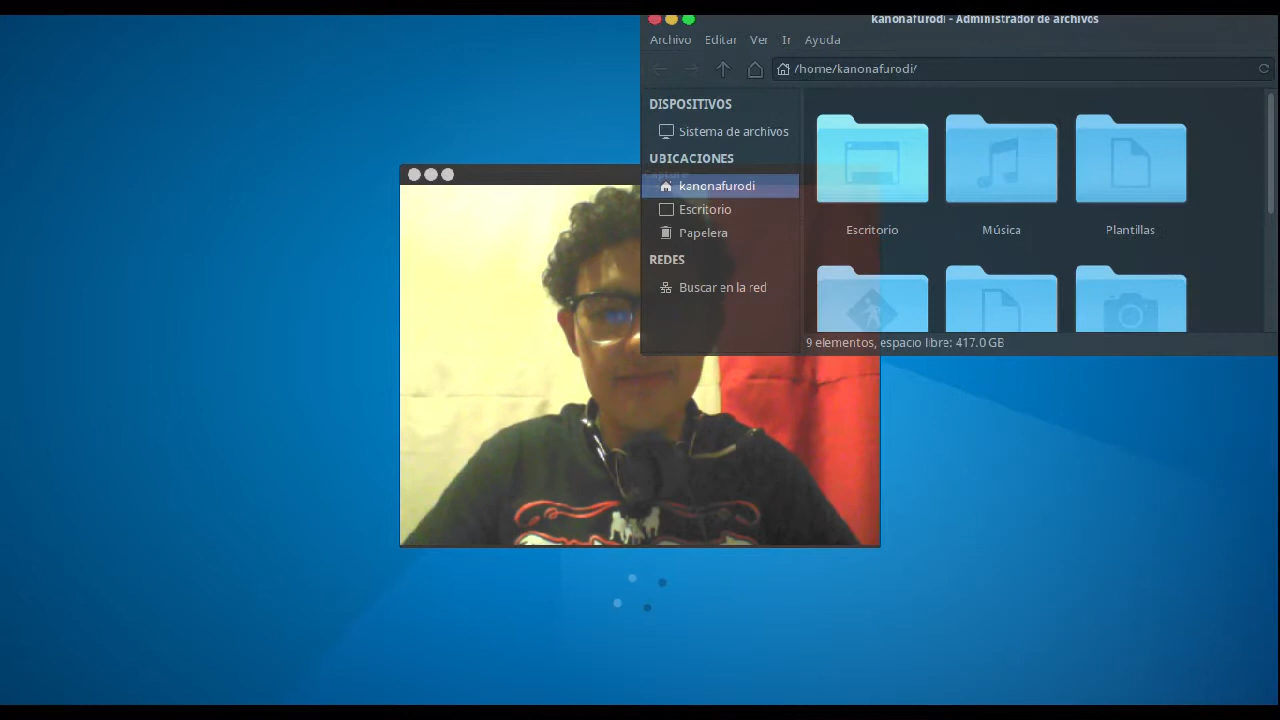 kanonafurodi - Administrador de archivos
Archivo Editar Ver Ir Ayuda
/home/kanonafurodi/
DISPOSITIVOS
Sistema de archivos
UBICACIONES
kanonafurodi
Escritorio
Papelera
REDES
Buscar en la red
Escritorio Música Plantillas
9 elementos, espacio libre: 417.0 GB